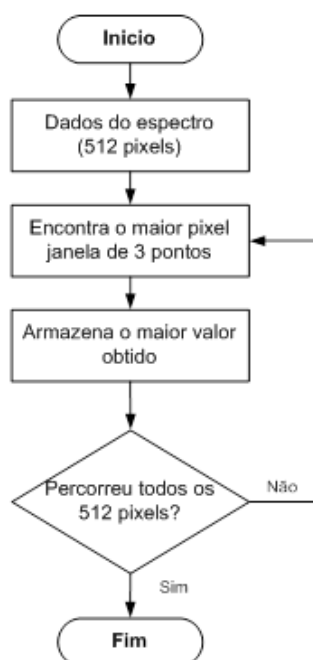 Inicio
Dados do espectro
(512 pixels)
Encontra o maior pixel
janela de 3 pontos
Armazena o maior valor
obtido
Percorreu todos os
512 pixels?
Não
Sim
Fim